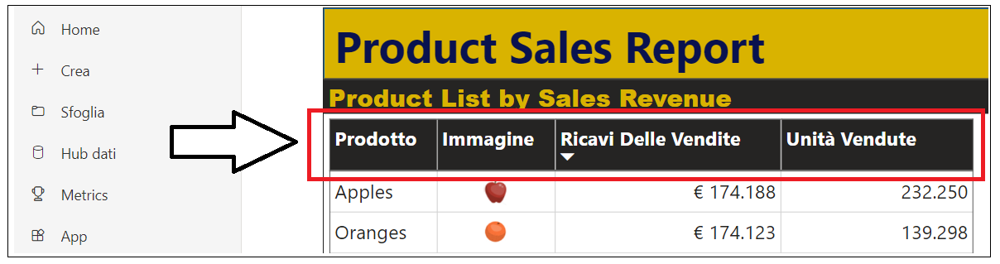 Home
Crea
Sfoglia
Hub dati
Metrics
App
Product Sales Report
Product List by Sales Revenue
Prodotto Immagine Ricavi Delle Vendite Unità Vendute
Apples € 174.188 232.250
Oranges € 174.123 139.298